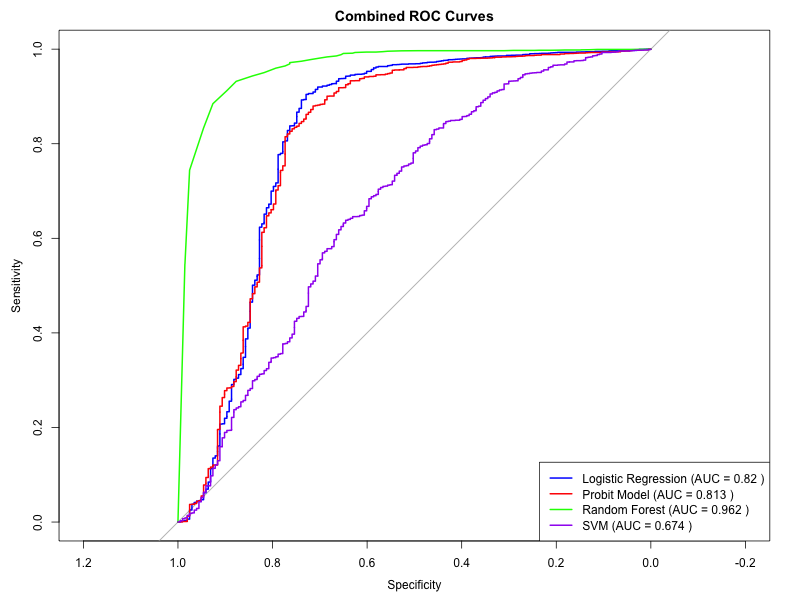 Combined ROC Curves
Sensitivity
1.0
0.8
0.6
0.4
0.2
0.0
Logistic Regression (AUC = 0.82 )
Probit Model (AUC = 0.813 )
Random Forest (AUC = 0.962 )
SVM (AUC = 0.674 )
1.2 1.0 0.8 0.6 0.4 0.2 0.0 -0.2
Specificity